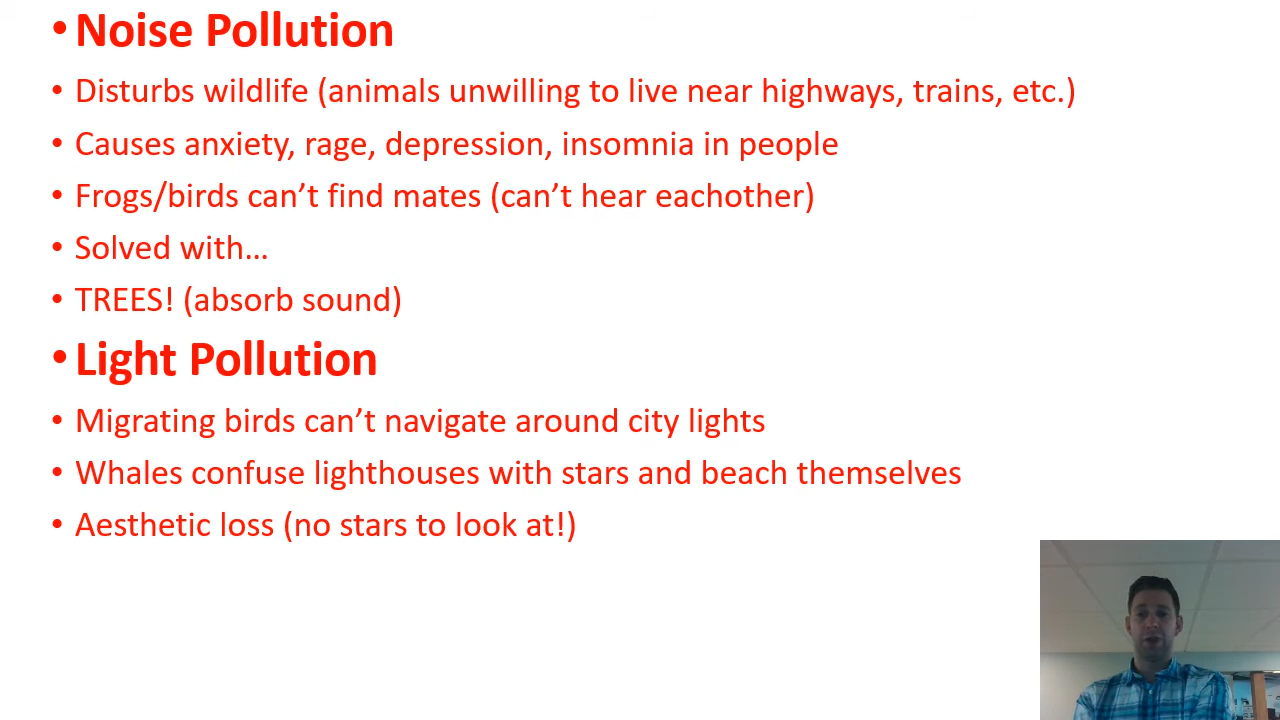 • Noise Pollution
• Disturbs wildlife (animals unwilling to live near highways, trains, etc.)
• Causes anxiety, rage, depression, insomnia in people
• Frogs/birds can’t find mates (can’t hear eachother)
• Solved with…
• TREES! (absorb sound)
• Light Pollution
• Migrating birds can’t navigate around city lights
• Whales confuse lighthouses with stars and beach themselves
• Aesthetic loss (no stars to look at!)